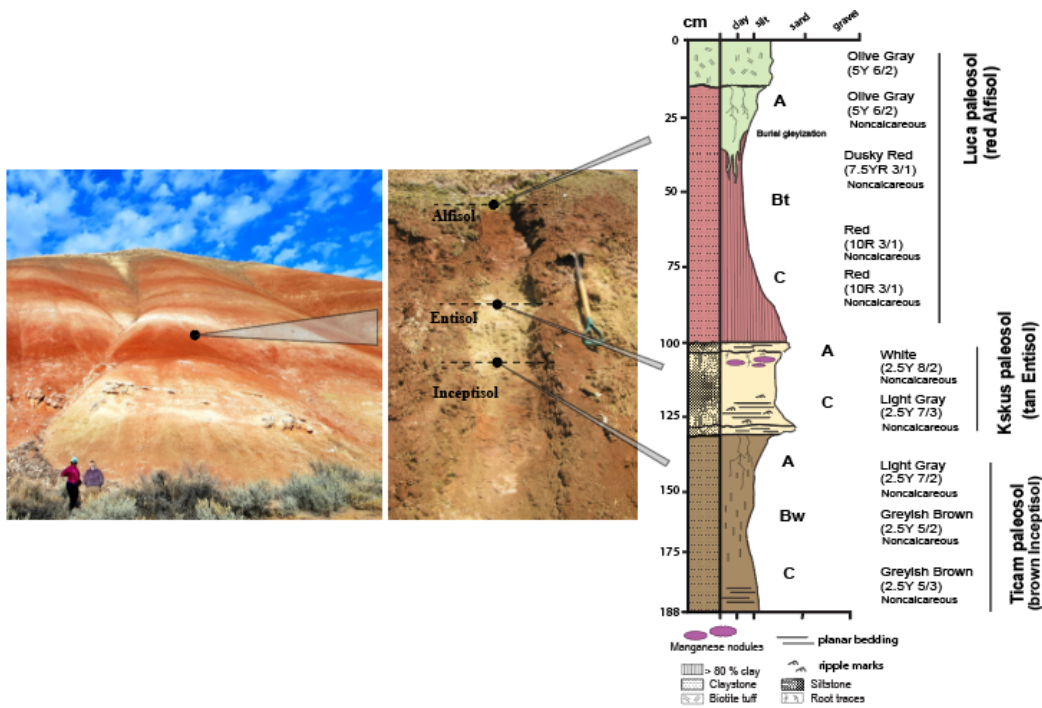 Alfisol
Entisol
Inceptisol
cm
clay
silt
sand
gravel
0
25
50
75
100
125
150
175
188
Olive Gray
(5Y 6/2)
A
Olive Gray
(5Y 6/2)
Noncalcareous
Burial gleyization
Dusky Red
(7.5YR 3/1)
Noncalcareous
Bt
Red
(10R 3/1)
Noncalcareous
C
Red
(10R 3/1)
Noncalcareous
Luca paleosol
(red Alfisol)
A
White
(2.5Y 8/2)
Noncalcareous
C
Light Gray
(2.5Y 7/3)
Noncalcareous
Kskus paleosol
(tan Entisol)
A
Light Gray
(2.5Y 7/2)
Noncalcareous
Bw
Greyish Brown
(2.5Y 5/2)
Noncalcareous
C
Greyish Brown
(2.5Y 5/3)
Noncalcareous
Ticam paleosol
(brown Inceptisol)
Manganese nodules
planar bedding
ripple marks
> 80 % clay
Claystone
Siltstone
Biotite tuff
Root traces